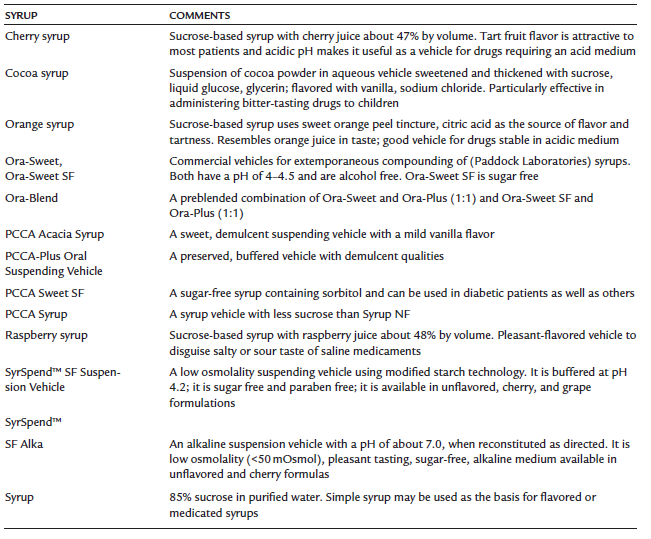 SYRUP COMMENTS
Cherry syrup Sucrose-based syrup with cherry juice about 47% by volume. Tart fruit flavor is attractive to
most patients and acidic pH makes it useful as a vehicle for drugs requiring an acid medium
Cocoa syrup Suspension of cocoa powder in aqueous vehicle sweetened and thickened with sucrose,
liquid glucose, glycerin; flavored with vanilla, sodium chloride. Particularly effective in
administering bitter-tasting drugs to children
Orange syrup Sucrose-based syrup uses sweet orange peel tincture, citric acid as the source of flavor and
tartness. Resembles orange juice in taste; good vehicle for drugs stable in acidic medium
Ora-Sweet, Commercial vehicles for extemporaneous compounding of (Paddock Laboratories) syrups.
Ora-Sweet SF Both have a pH of 4–4.5 and are alcohol free. Ora-Sweet SF is sugar free
Ora-Blend A preblended combination of Ora-Sweet and Ora-Plus (1:1) and Ora-Sweet SF and
Ora-Plus (1:1)
PCCA Acacia Syrup A sweet, demulcent suspending vehicle with a mild vanilla flavor
PCCA-Plus Oral A preserved, buffered vehicle with demulcent qualities
Suspending Vehicle
PCCA Sweet SF A sugar-free syrup containing sorbitol and can be used in diabetic patients as well as others
PCCA Syrup A syrup vehicle with less sucrose than Syrup NF
Raspberry syrup Sucrose-based syrup with raspberry juice about 48% by volume. Pleasant-flavored vehicle to
disguise salty or sour taste of saline medicaments
SyrSpend™ SF Suspen- A low osmolality suspending vehicle using modified starch technology. It is buffered at pH
sion Vehicle 4.2; it is sugar free and paraben free; it is available in unflavored, cherry, and grape
formulations
SyrSpend™
SF Alka An alkaline suspension vehicle with a pH of about 7.0, when reconstituted as directed. It is
low osmolality (<50 mOsmol), pleasant tasting, sugar-free, alkaline medium available in
unflavored and cherry formulas
Syrup 85% sucrose in purified water. Simple syrup may be used as the basis for flavored or
medicated syrups